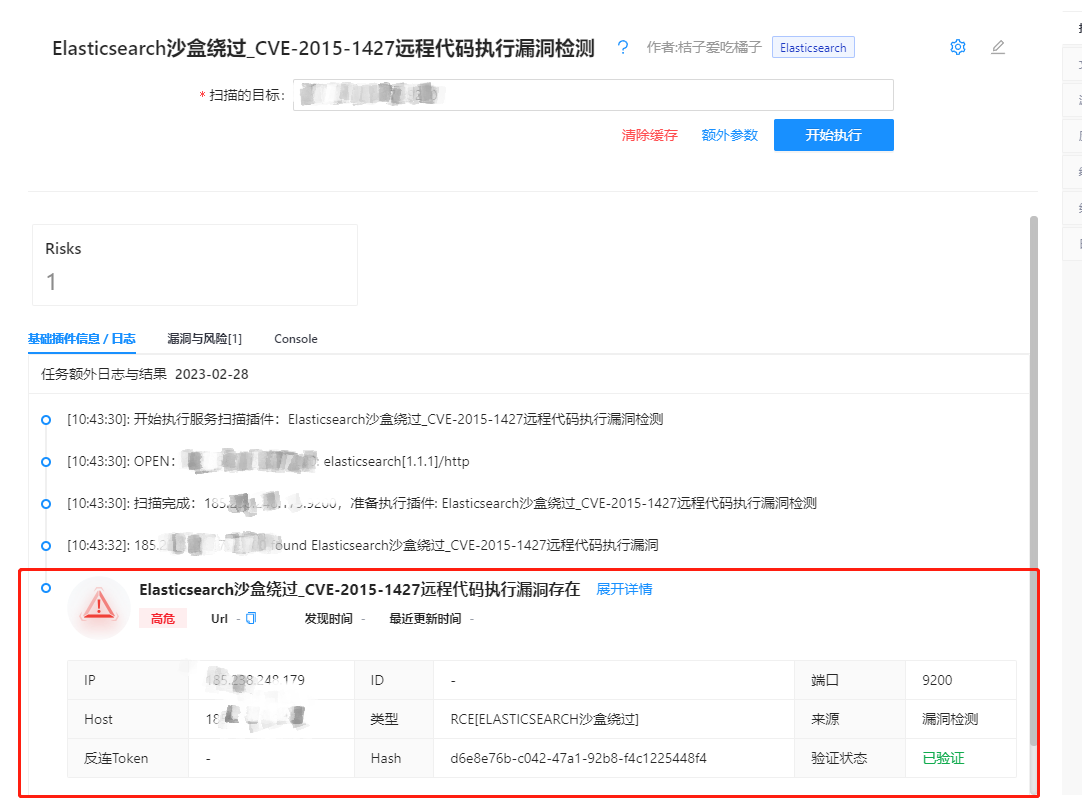 Elasticsearch沙盒绕过_CVE-2015-1427远程代码执行漏洞检测 ? 作者:桔子爱吃橘子 Elasticsearch
* 扫描的目标:
清除缓存 额外参数 开始执行
Risks
1
基础插件信息 / 日志 漏洞与风险[1] Console
任务额外日志与结果 2023-02-28
[10:43:30]: 开始执行服务扫描插件: Elasticsearch沙盒绕过_CVE-2015-1427远程代码执行漏洞检测
[10:43:30]: OPEN: elasticsearch[1.1.1]/http
[10:43:30]: 扫描完成: 准备执行插件: Elasticsearch沙盒绕过_CVE-2015-1427远程代码执行漏洞检测
[10:43:32]: 185. found Elasticsearch沙盒绕过_CVE-2015-1427远程代码执行漏洞
Elasticsearch沙盒绕过_CVE-2015-1427远程代码执行漏洞存在 展开详情
高危 Url - 发现时间 - 最近更新时间 -
IP ID - 端口 9200
Host 类型 RCE[ELASTICSEARCH沙盒绕过] 来源 漏洞检测
反连Token - Hash d6e8e76b-c042-47a1-92b8-f4c1225448f4 验证状态 已验证